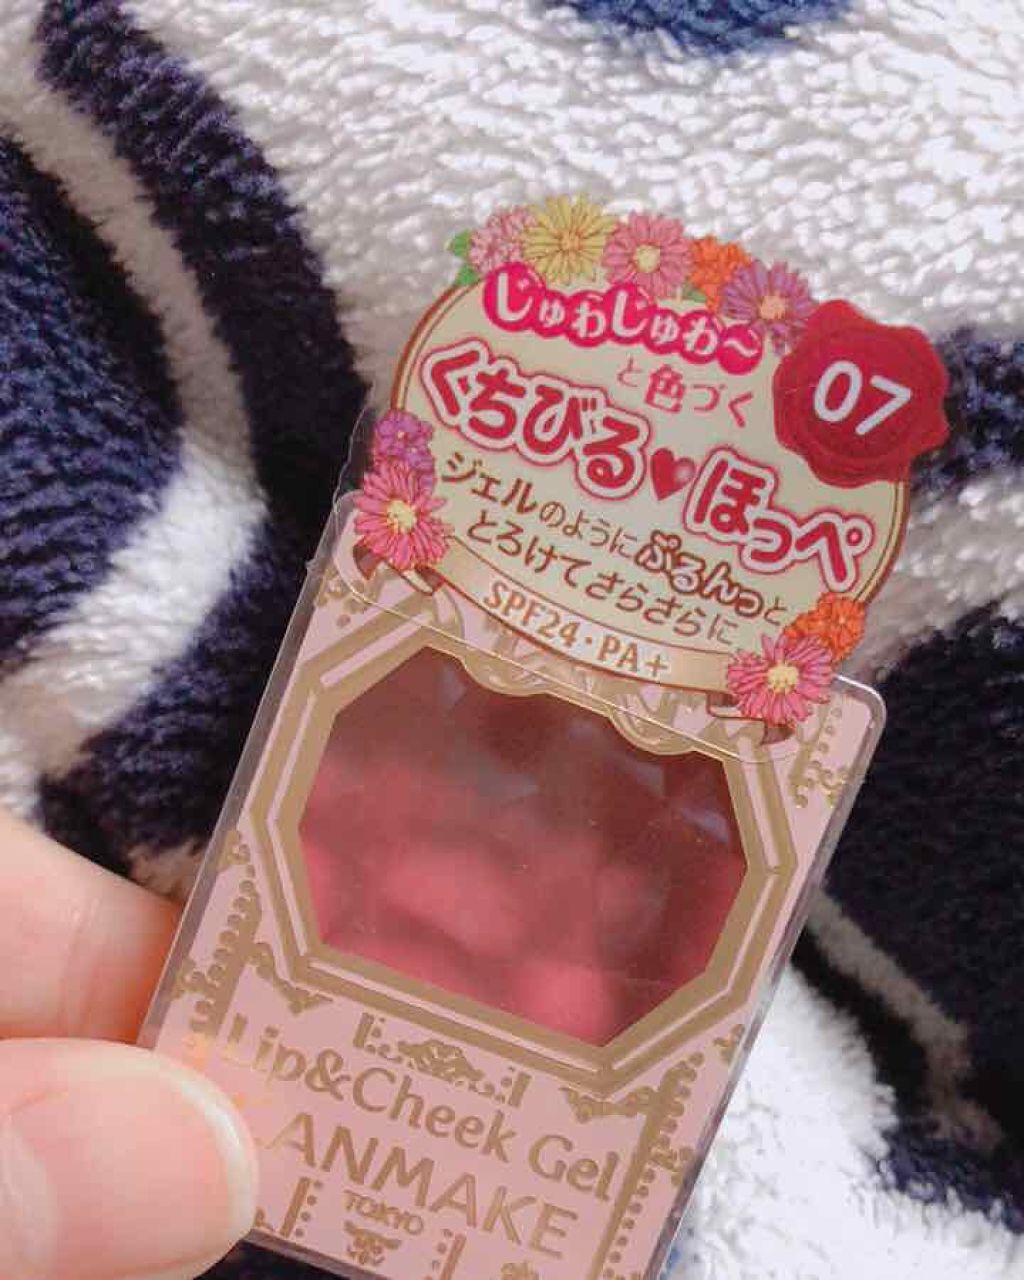 じゅわじゅわ〜
と色づく
07
くちびる♥ほっぺ
ジェルのようにぷるんっと
とろけてさらさらに
SPF24・PA+
Lip&Cheek Gel
ANMAKE
TOKYO